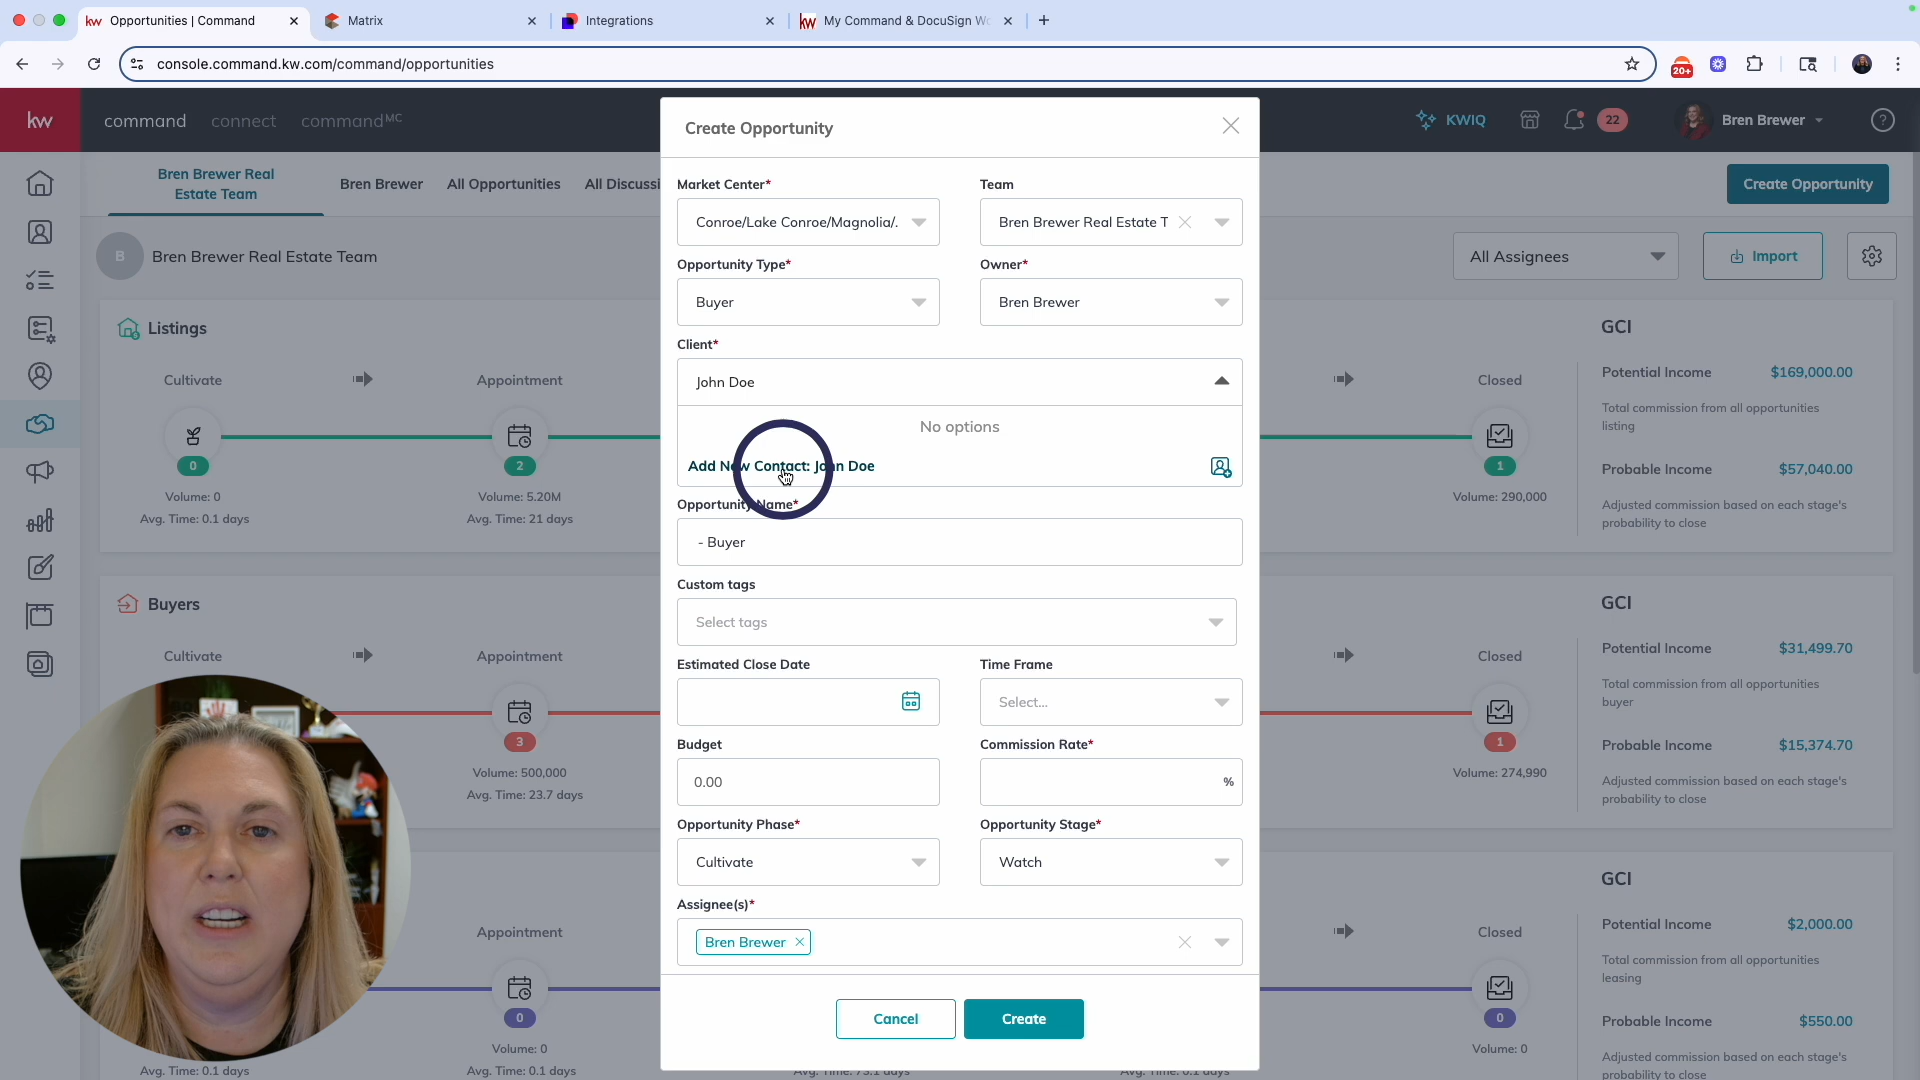 Opportunities | Command
Matrix
Integrations
My Command & DocuSign Wo
console.command.kw.com/command/opportunities
20+
kw
command
connect
commandMC
KWIQ
22
Bren Brewer
Bren Brewer Real
Estate Team
Bren Brewer
All Opportunities
All Discussi
Create Opportunity
B
Bren Brewer Real Estate Team
All Assignees
Import
Listings
Cultivate
Appointment
Closed
0
2
1
Volume: 0
Volume: 5.20M
Volume: 290,000
Avg. Time: 0.1 days
Avg. Time: 21 days
GCI
Potential Income
$169,000.00
Total commission from all opportunities
listing
Probable Income
$57,040.00
Adjusted commission based on each stage's
probability to close
Buyers
Cultivate
Appointment
Closed
3
1
Volume: 500,000
Volume: 274,990
Avg. Time: 23.7 days
GCI
Potential Income
$31,499.70
Total commission from all opportunities
buyer
Probable Income
$15,374.70
Adjusted commission based on each stage's
probability to close
Appointment
Closed
0
0
Volume: 0
Volume: 0
Avg. Time: 0.1 days
Avg. Time: 0.1 days
GCI
Potential Income
$2,000.00
Total commission from all opportunities
leasing
Probable Income
$550.00
Adjusted commission based on each stage's
probability to close
Create Opportunity
Market Center*
Team
Conroe/Lake Conroe/Magnolia/.
Bren Brewer Real Estate T
Opportunity Type*
Owner*
Buyer
Bren Brewer
Client*
John Doe
No options
Add New Contact: John Doe
Opportunity Name*
- Buyer
Custom tags
Select tags
Estimated Close Date
Time Frame
Select...
Budget
Commission Rate*
0.00
%
Opportunity Phase*
Opportunity Stage*
Cultivate
Watch
Assignee(s)*
Bren Brewer
Cancel
Create